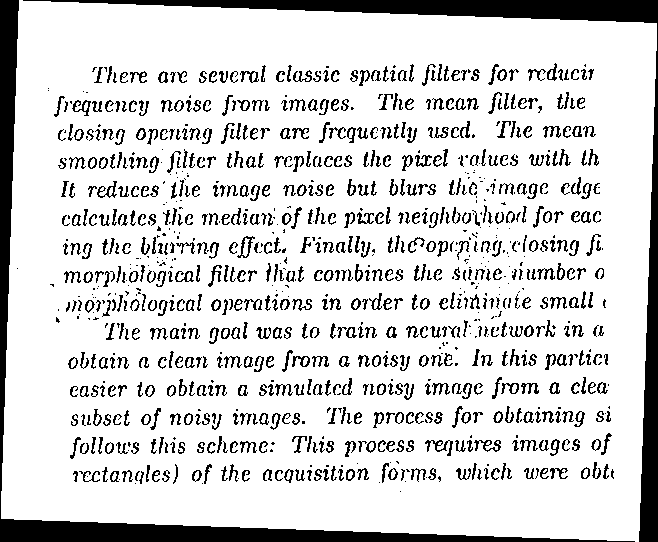 There are several classic spatial filters for reducin
frequency noise from images. The mean filter, the
closing opening filter are frequently used. The mean
smoothing filter that replaces the pixel values with th
It reduces the image noise but blurs the image edge
calculates the median of the pixel neighborhood for eac
ing the blurring effect. Finally, the opening closing fi
morphological filter that combines the same number o
morphological operations in order to eliminate small
The main goal was to train a neural network in a
obtain a clean image from a noisy one. In this partic
easier to obtain a simulated noisy image from a clea
subset of noisy images. The process for obtaining si
follows this scheme: This process requires images of
rectangles) of the acquisition forms, which were obt